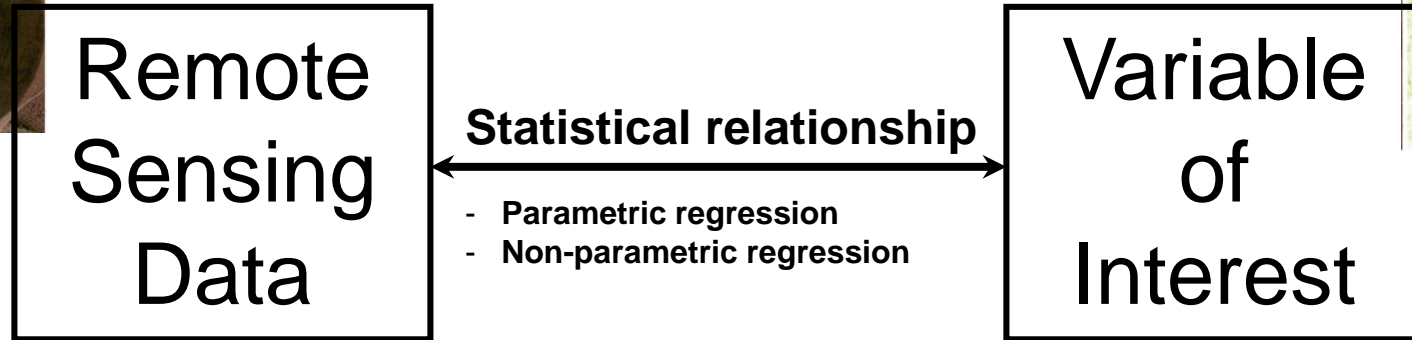 Remote
Sensing
Data
Statistical relationship
- Parametric regression
- Non-parametric regression
Variable
of
Interest